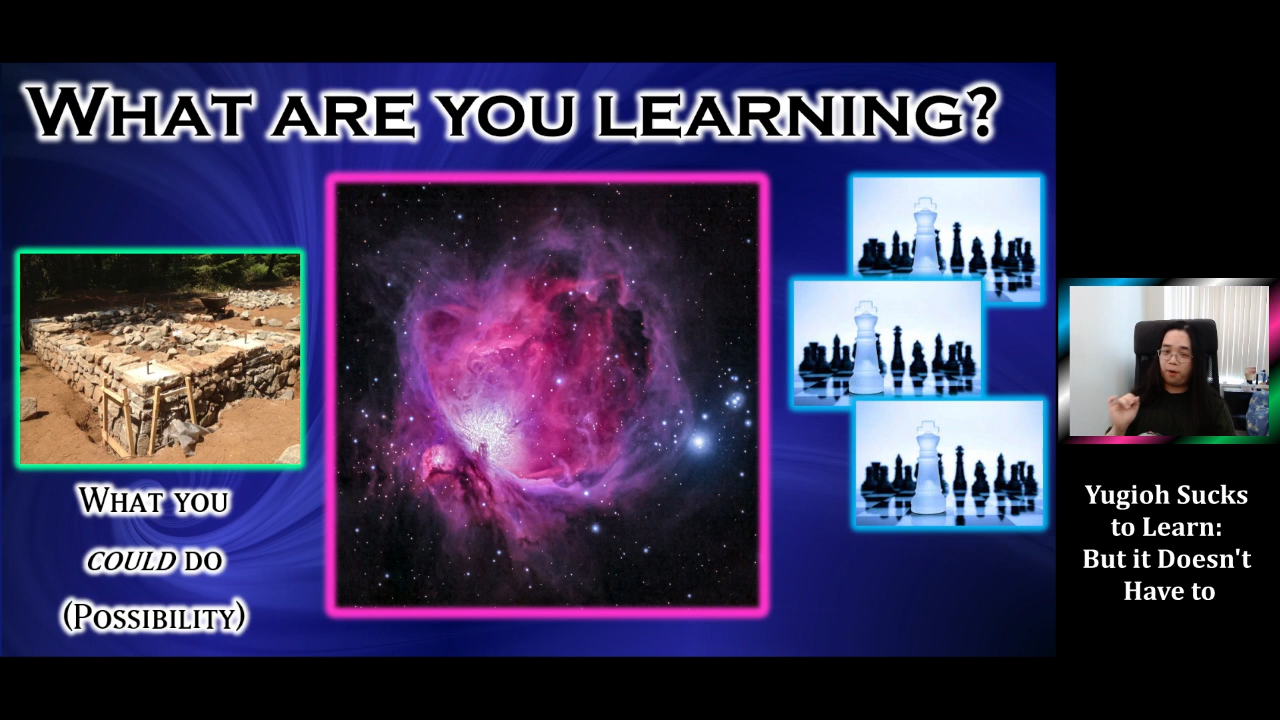 What are you learning?
What you
could do
(Possibility)
Yugioh Sucks
to Learn:
But it Doesn't
Have to